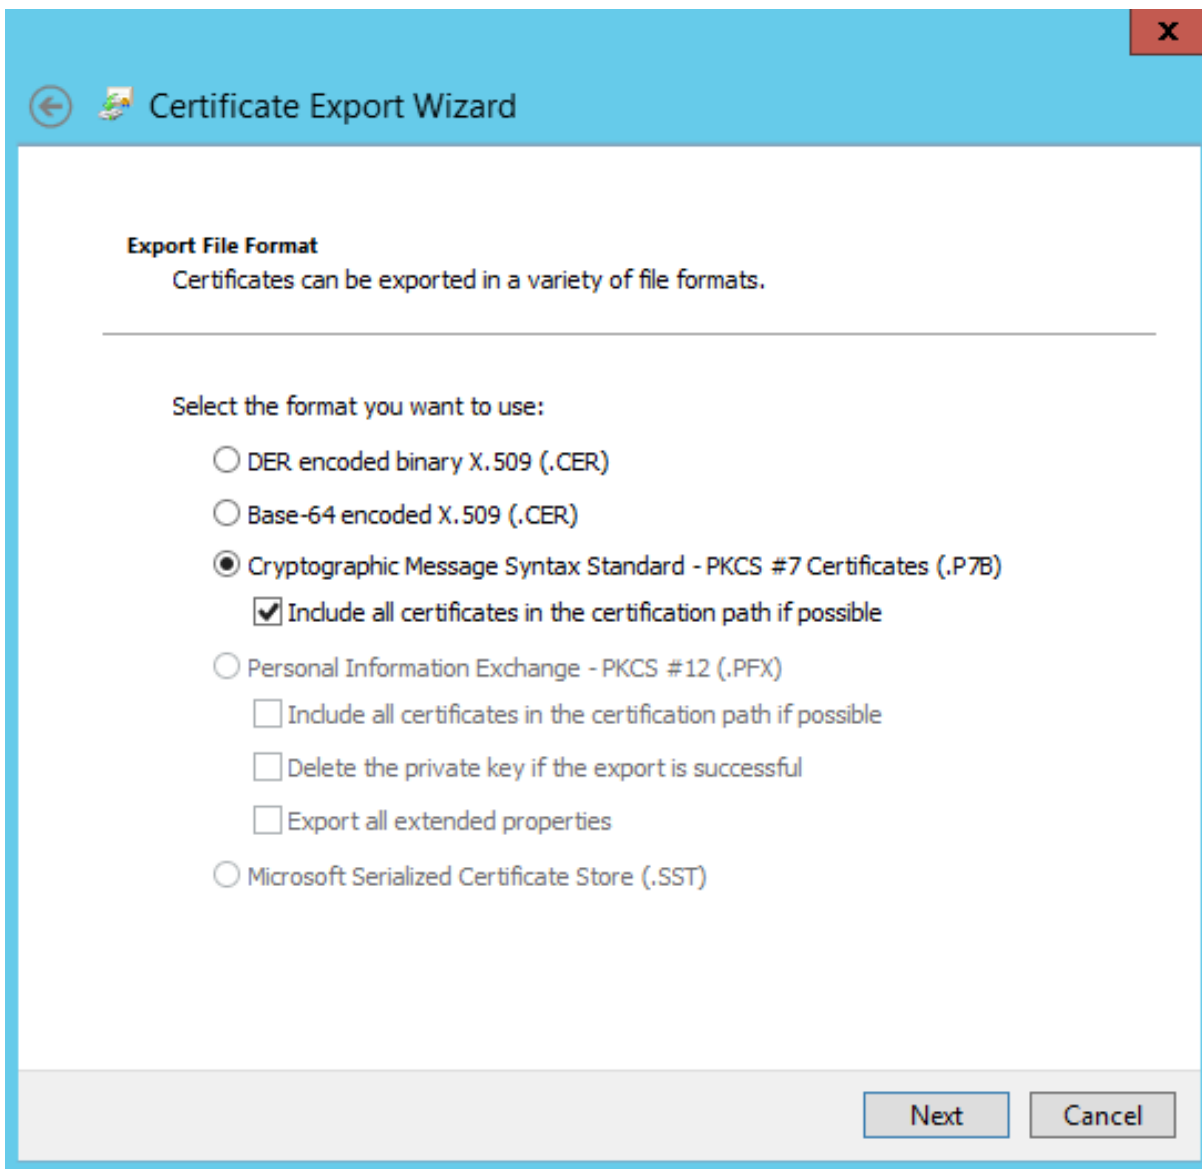 x
Certificate Export Wizard
Export File Format
Certificates can be exported in a variety of file formats.
Select the format you want to use:
DER encoded binary X.509 (.CER)
Base-64 encoded X.509 (.CER)
Cryptographic Message Syntax Standard - PKCS #7 Certificates (.P7B)
Include all certificates in the certification path if possible
Personal Information Exchange - PKCS #12 (.PFX)
Include all certificates in the certification path if possible
Delete the private key if the export is successful
Export all extended properties
Microsoft Serialized Certificate Store (.SST)
Next Cancel